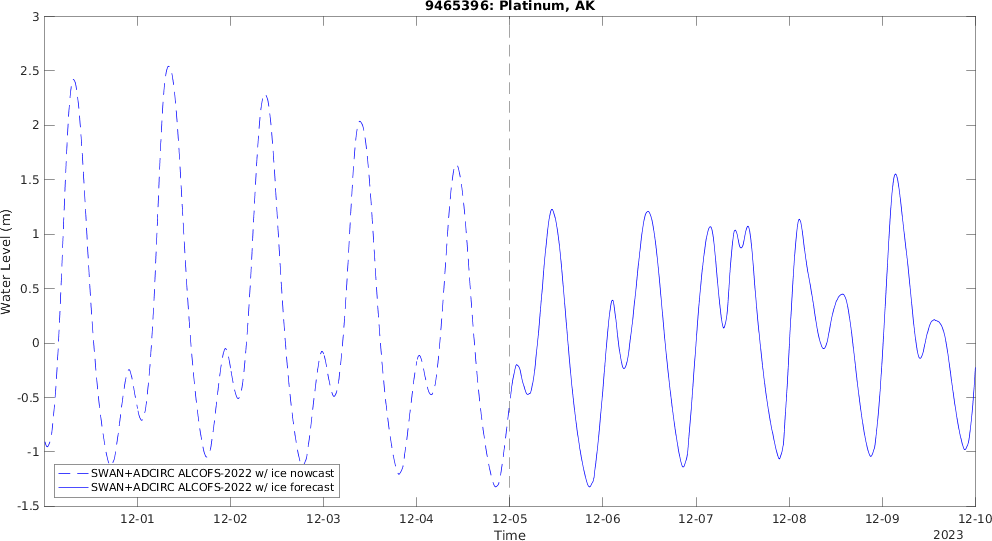 9465396: Platinum, AK
3
2.5
2
1.5
1
0.5
0
-0.5
-1
-1.5
Water Level (m)
SWAN+ADCIRC ALCOFS-2022 w/ ice nowcast
SWAN+ADCIRC ALCOFS-2022 w/ ice forecast
12-01 12-02 12-03 12-04 12-05 12-06 12-07 12-08 12-09 12-10
Time
2023